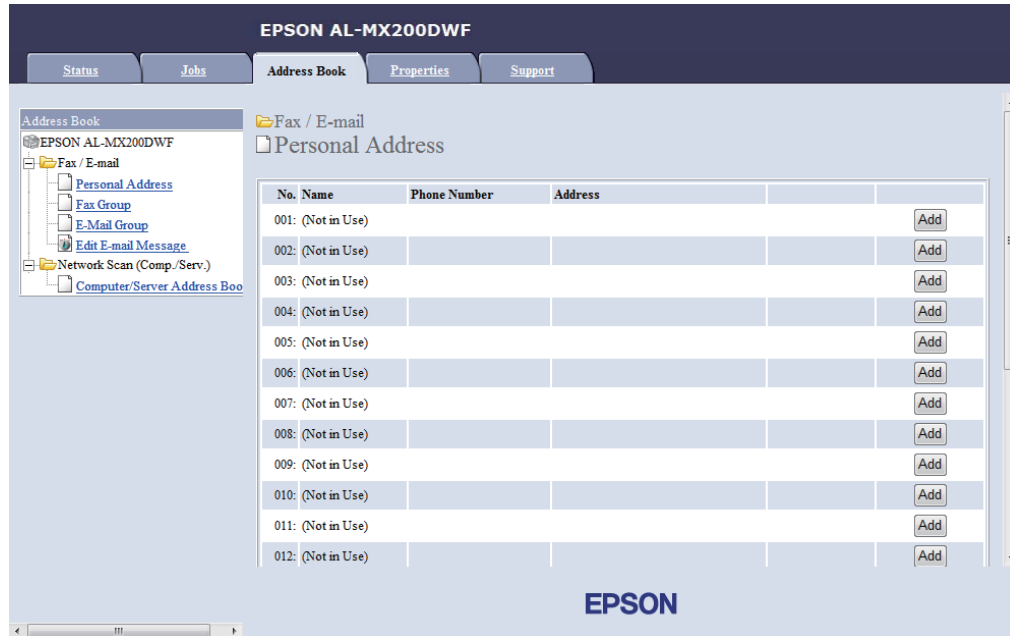 EPSON AL-MX200DWF
Status Jobs Address Book Properties Support
Address Book
EPSON AL-MX200DWF
Fax / E-mail
Personal Address
Fax Group
E-Mail Group
Edit E-mail Message
Network Scan (Comp./Serv.)
Computer/Server Address Boo
Fax / E-mail
Personal Address
No. Name Phone Number Address
001: (Not in Use) Add
002: (Not in Use) Add
003: (Not in Use) Add
004: (Not in Use) Add
005: (Not in Use) Add
006: (Not in Use) Add
007: (Not in Use) Add
008: (Not in Use) Add
009: (Not in Use) Add
010: (Not in Use) Add
011: (Not in Use) Add
012: (Not in Use) Add
EPSON